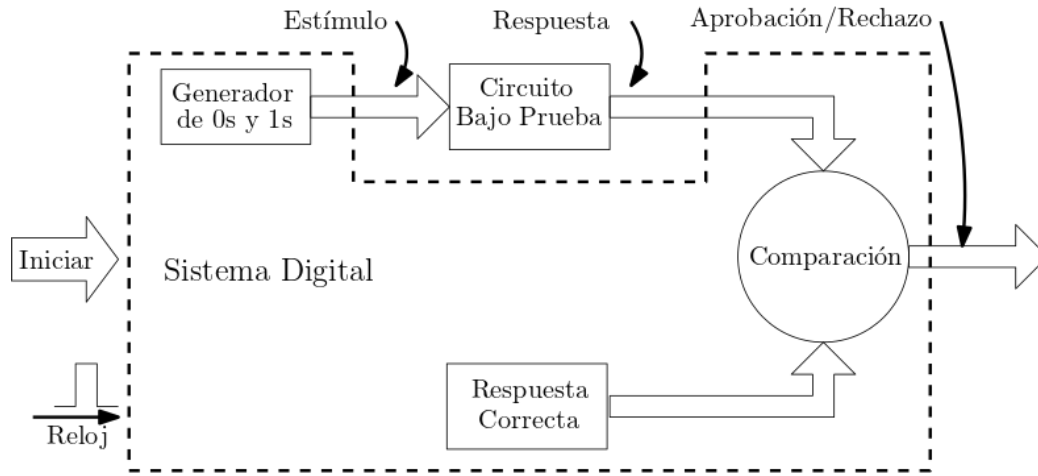 Estímulo
Respuesta
Aprobación/Rechazo
Generador
de 0s y 1s
Circuito
Bajo Prueba
Iniciar
Sistema Digital
Comparación
Respuesta
Correcta
Reloj